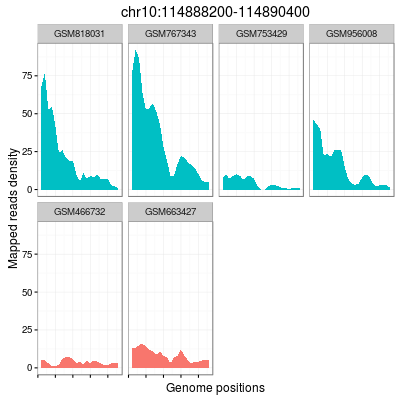 chr10:114888200-114890400
GSM818031 GSM767343 GSM753429 GSM956008
75
50
25
0
Mapped reads density
GSM466732 GSM663427
75
50
25
0
Genome positions